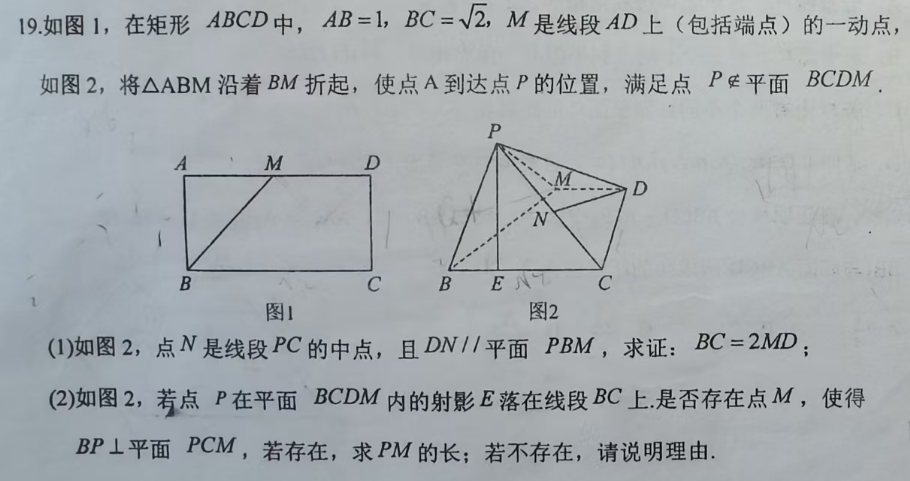 19.如图 1，在矩形 ABCD 中， AB=1，BC=√2，M 是线段 AD 上（包括端点）的一动点，
如图 2，将△ABM 沿着 BM 折起，使点 A 到达点 P 的位置，满足点 P∉平面 BCDM .
A M D
B C
1
图1
P
M D
N
B E C
图2
(1)如图 2，点 N 是线段 PC 的中点，且 DN//平面 PBM ，求证： BC=2MD；
(2)如图 2，若点 P 在平面 BCDM 内的射影 E 落在线段 BC 上.是否存在点 M ，使得
BP⊥平面 PCM ，若存在，求 PM 的长；若不存在，请说明理由.